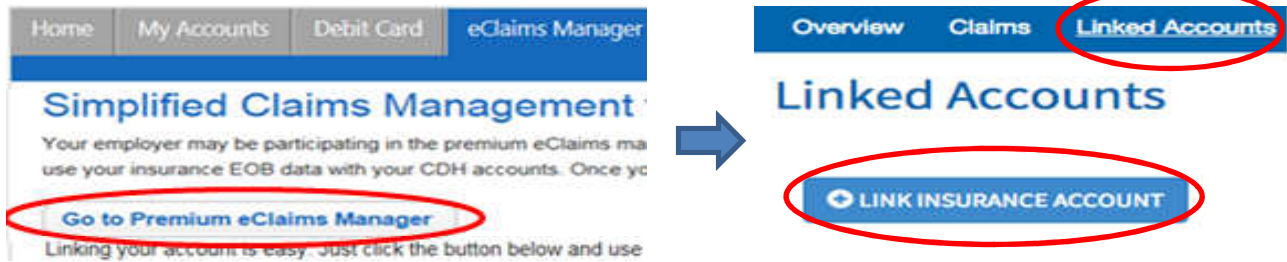 Home My Accounts Debit Card eClaims Manager
Simplified Claims Management
Your employer may be participating in the premium eClaims ma
use your insurance EOB data with your CDH accounts. Once yo
Go to Premium eClaims Manager
Linking your account is easy. Just click the button below and use
Overview Claims Linked Accounts
Linked Accounts
LINK INSURANCE ACCOUNT